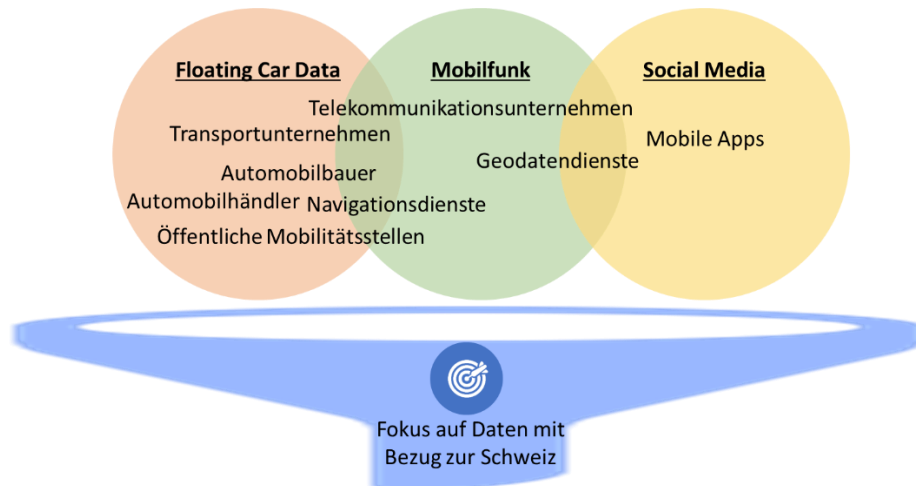 Floating Car Data
Mobilfunk
Social Media
Telekommunikationsunternehmen
Transportunternehmen
Mobile Apps
Geodatendienste
Automobilbauer
Automobilhändler
Navigationsdienste
Öffentliche Mobilitätsstellen
Fokus auf Daten mit
Bezug zur Schweiz